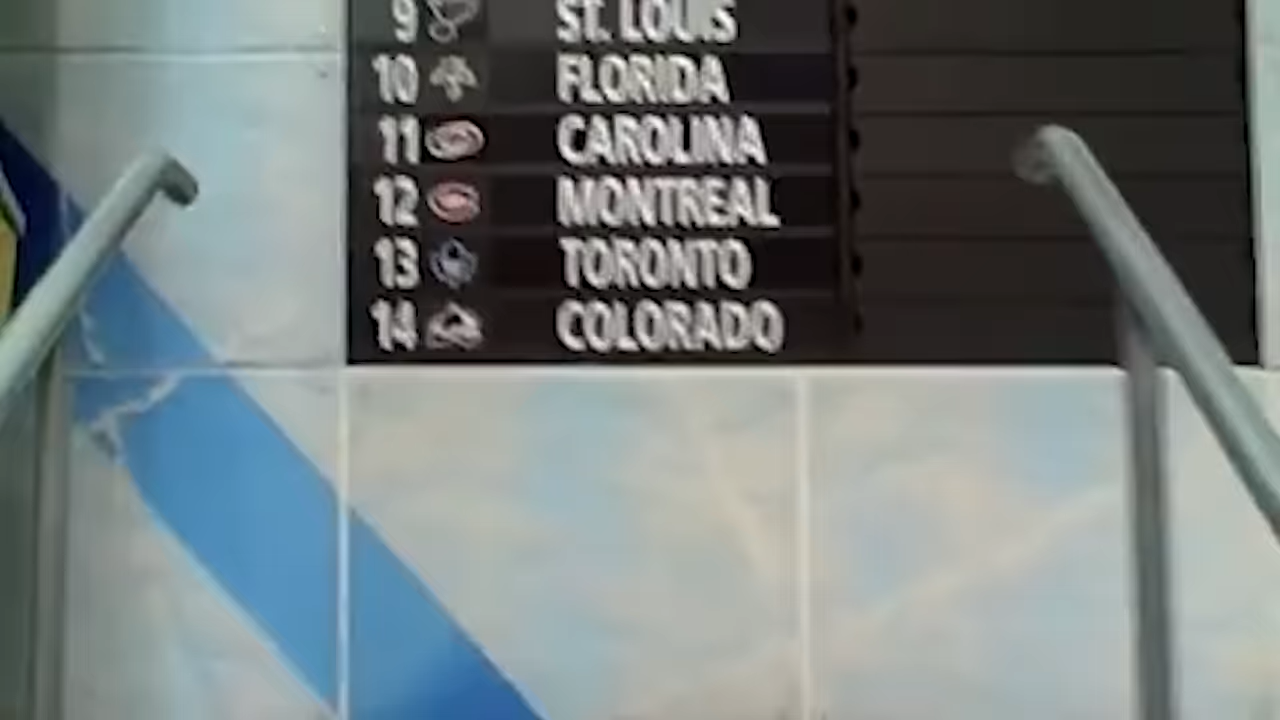 9 ST. LOUIS
10 FLORIDA
11 CAROLINA
12 MONTREAL
13 TORONTO
14 COLORADO